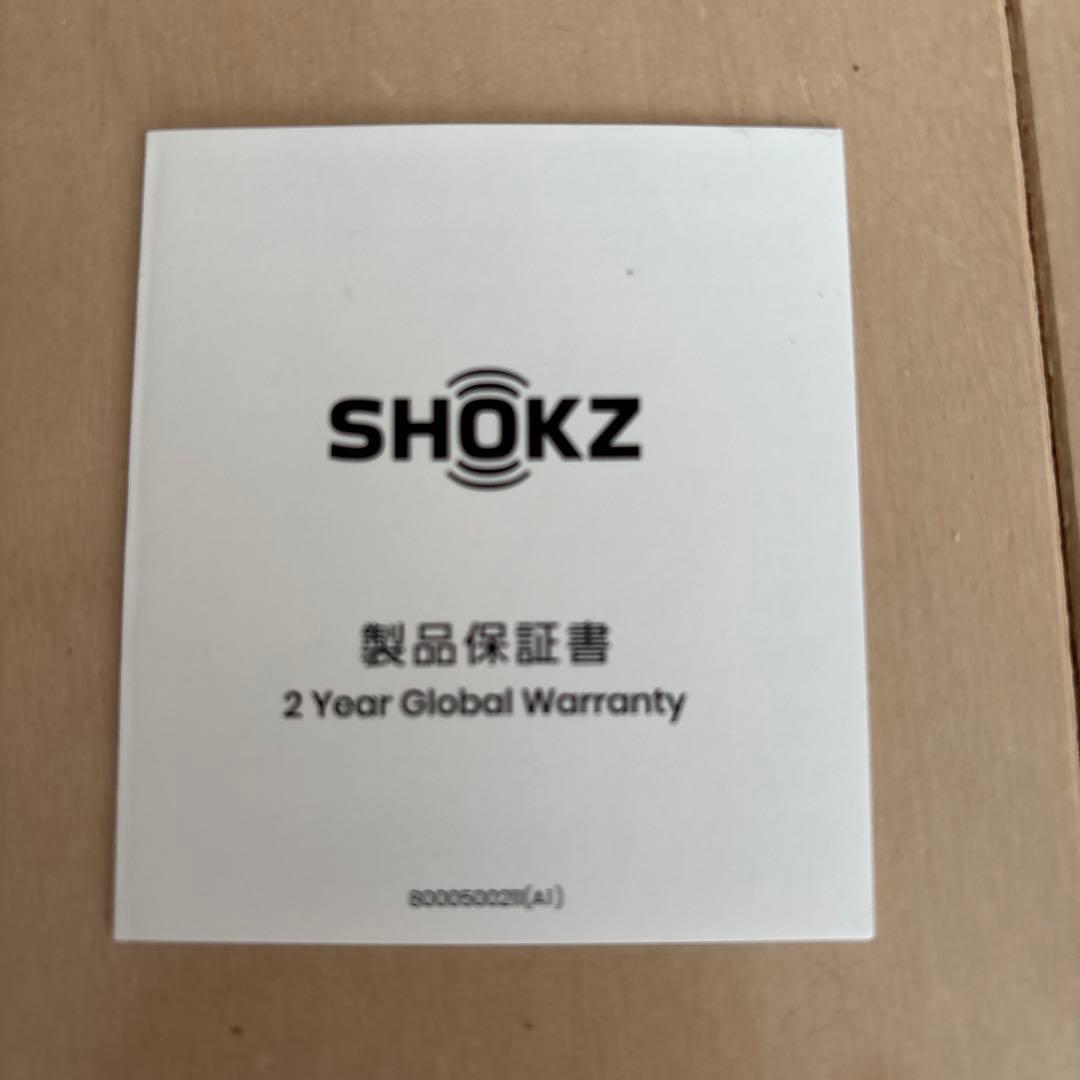 SHOKZ
製品保証書
2 Year Global Warranty